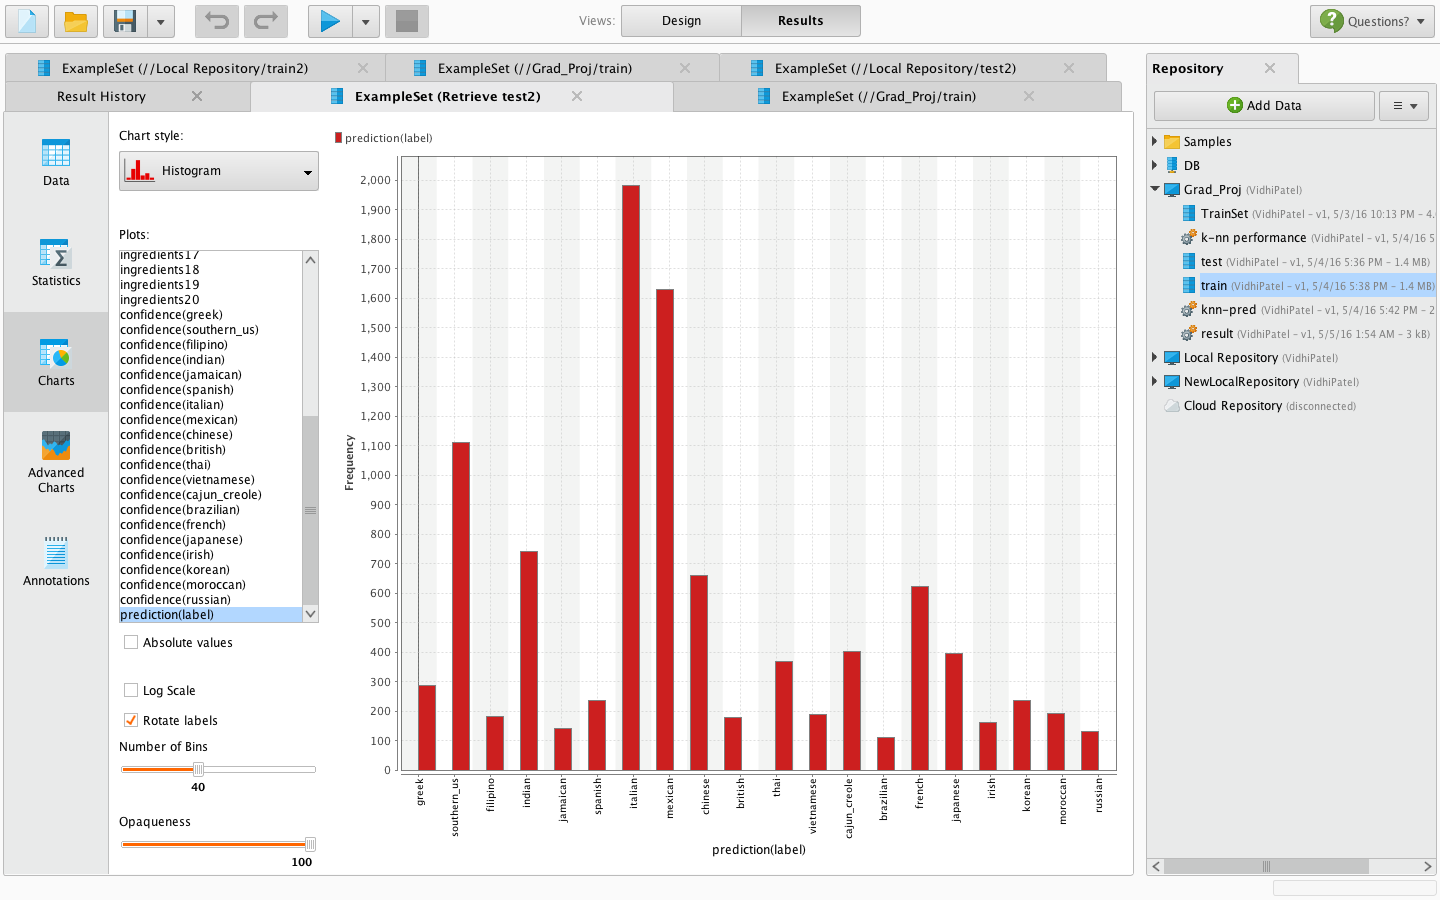 Views: Design Results Questions?
ExampleSet (//Local Repository/train2) ExampleSet (//Grad_Proj/train) ExampleSet (//Local Repository/test2)
Result History ExampleSet (Retrieve test2) ExampleSet (//Grad_Proj/train)
Data
Statistics
Charts
Advanced
Charts
Annotations
Chart style:
Histogram
Plots:
ingredients17
ingredients18
ingredients19
ingredients20
confidence(greek)
confidence(southern_us)
confidence(filipino)
confidence(indian)
confidence(jamaican)
confidence(spanish)
confidence(italian)
confidence(mexican)
confidence(chinese)
confidence(british)
confidence(thai)
confidence(vietnamese)
confidence(cajun_creole)
confidence(brazilian)
confidence(french)
confidence(japanese)
confidence(irish)
confidence(korean)
confidence(moroccan)
confidence(russian)
prediction(label)
Absolute values
Log Scale
Rotate labels
Number of Bins
40
Opaqueness
100
prediction(label)
Frequency
2,000
1,900
1,800
1,700
1,600
1,500
1,400
1,300
1,200
1,100
1,000
900
800
700
600
500
400
300
200
100
0
greek
southern_us
filipino
indian
jamaican
spanish
italian
mexican
chinese
british
thai
vietnamese
cajun_creole
brazilian
french
japanese
irish
korean
moroccan
russian
prediction(label)
Repository
Add Data
Samples
DB
Grad_Proj (VidhiPatel)
TrainSet (VidhiPatel – v1, 5/3/16 10:13 PM – 4.
k-nn performance (VidhiPatel – v1, 5/4/16 5
test (VidhiPatel – v1, 5/4/16 5:36 PM – 1.4 MB)
train (VidhiPatel – v1, 5/4/16 5:38 PM – 1.4 MB)
knn-pred (VidhiPatel – v1, 5/4/16 5:42 PM – 2
result (VidhiPatel – v1, 5/5/16 1:54 AM – 3 kB)
Local Repository (VidhiPatel)
NewLocalRepository (VidhiPatel)
Cloud Repository (disconnected)